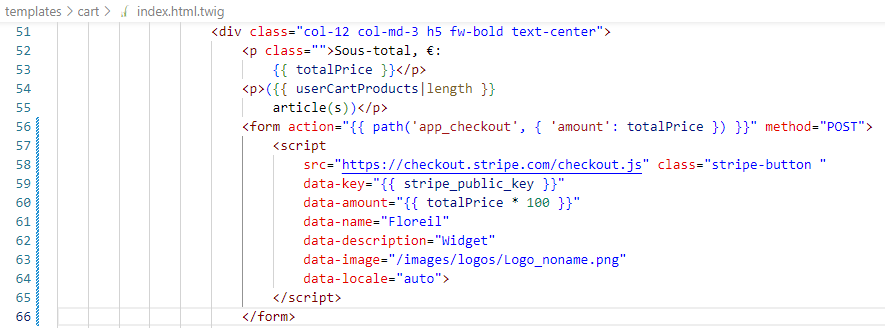 templates > cart > index.html.twig
51 <div class="col-12 col-md-3 h5 fw-bold text-center">
52 <p class="">Sous-total, €:
53 {{ totalPrice }}</p>
54 <p>({{ userCartProducts|length }}
55 article(s))</p>
56 <form action="{{ path('app_checkout', { 'amount': totalPrice }) }}" method="POST">
57 <script
58 src="https://checkout.stripe.com/checkout.js" class="stripe-button "
59 data-key="{{ stripe_public_key }}"
60 data-amount="{{ totalPrice * 100 }}"
61 data-name="Floreil"
62 data-description="Widget"
63 data-image="/images/logos/Logo_noname.png"
64 data-locale="auto">
65 </script>
66 </form>